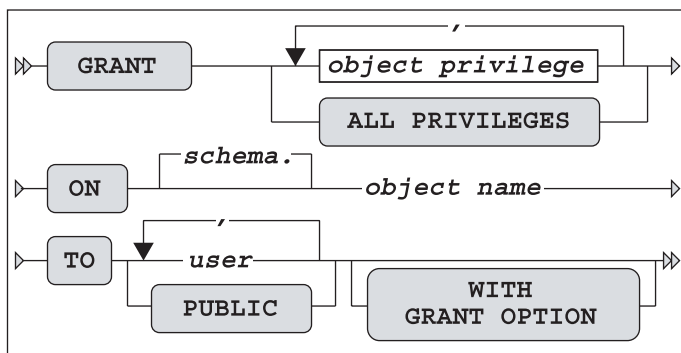 ,
GRANT
object privilege
ALL PRIVILEGES
schema.
ON
object name
,
TO
user
PUBLIC
WITH
GRANT OPTION